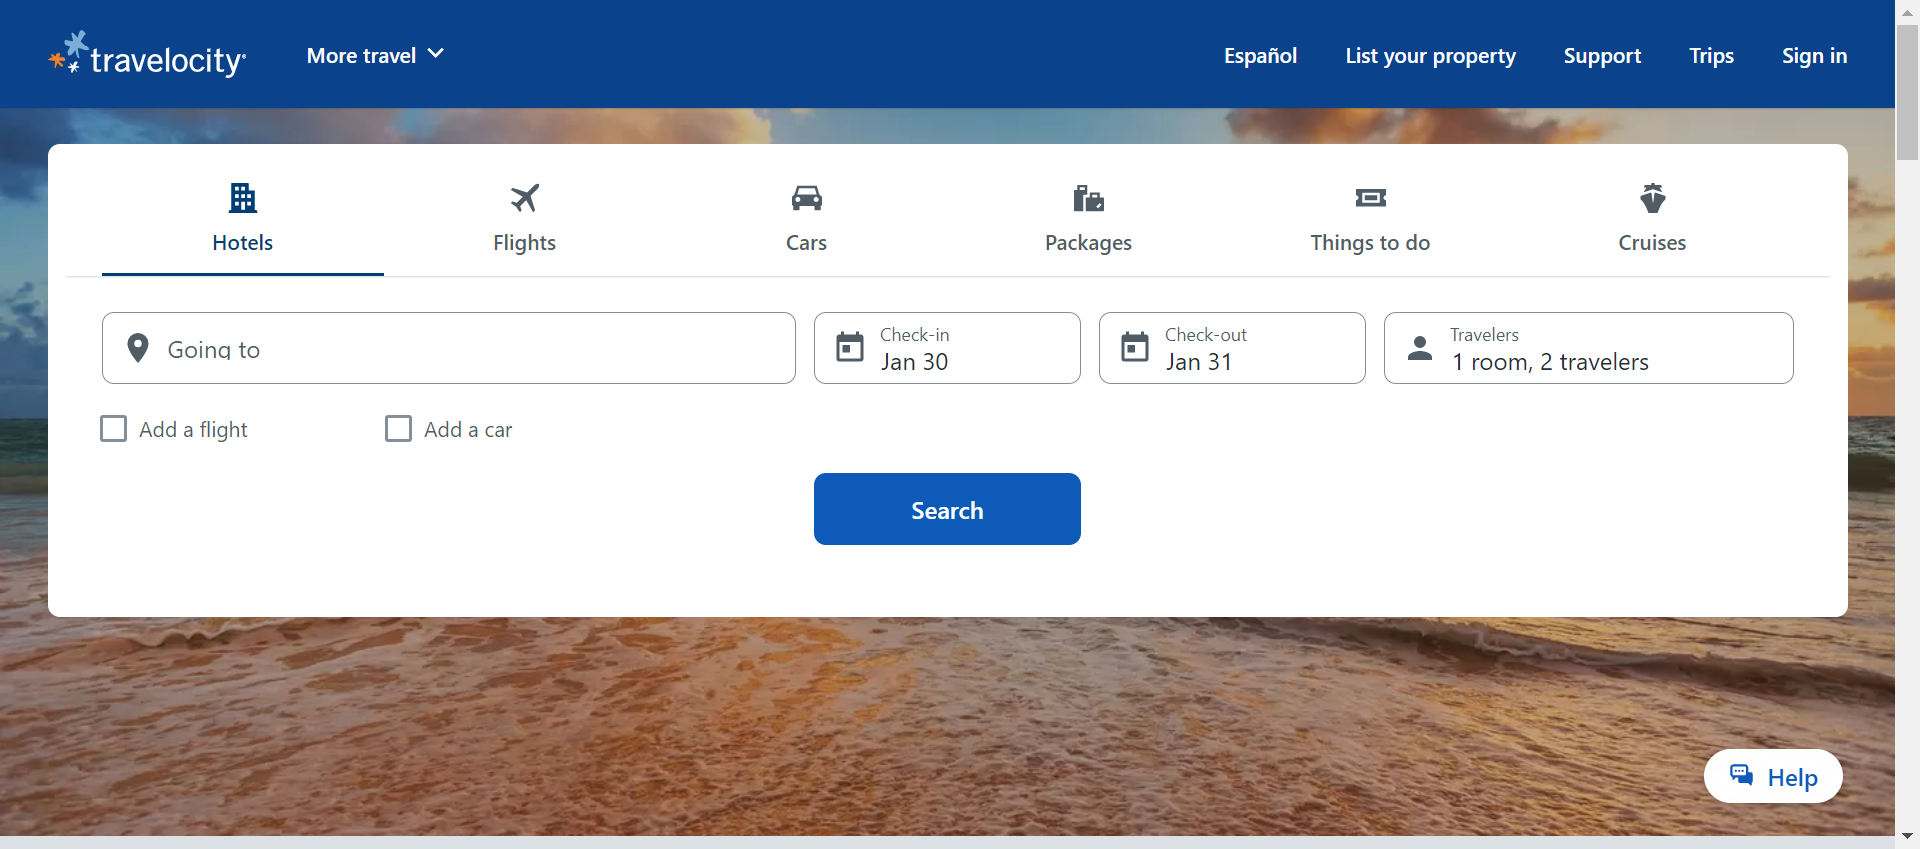 travelocity
More travel
Español
List your property
Support
Trips
Sign in
Hotels
Flights
Cars
Packages
Things to do
Cruises
Going to
Check-in
Jan 30
Check-out
Jan 31
Travelers
1 room, 2 travelers
Add a flight
Add a car
Search
Help